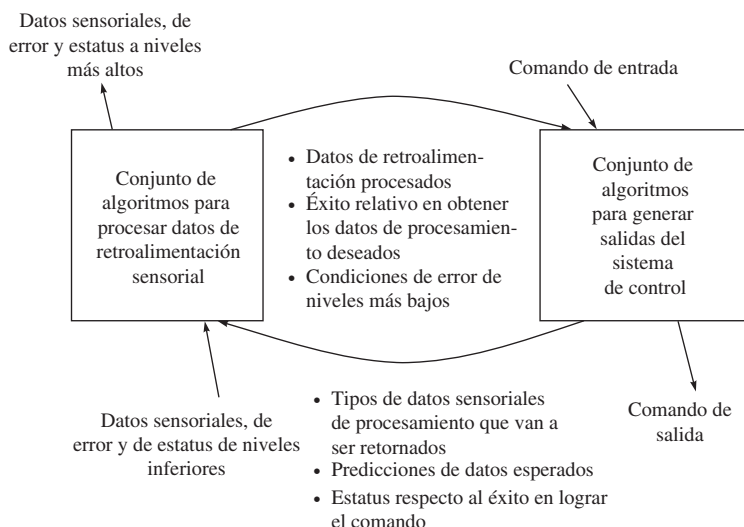 Datos sensoriales, de
error y estatus a niveles
más altos
Comando de entrada
Conjunto de
algoritmos para
procesar datos de
retroalimentación
sensorial
• Datos de retroalimen-
tación procesados
• Éxito relativo en obtener
los datos de procesamien-
to deseados
• Condiciones de error de
niveles más bajos
Conjunto de
algoritmos
para generar
salidas del
sistema
de control
Datos sensoriales, de
error y de estatus de niveles
inferiores
• Tipos de datos sensoriales
de procesamiento que van a
ser retornados
• Predicciones de datos esperados
• Estatus respecto al éxito en lograr
el comando
Comando de
salida